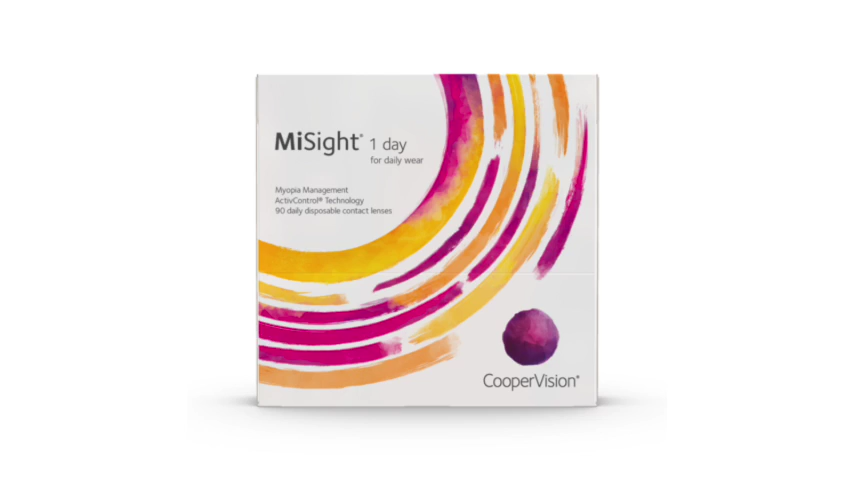 MiSight® 1 day
for daily wear
Myopia Management
ActivControl® Technology
90 daily disposable contact lenses
CooperVision®